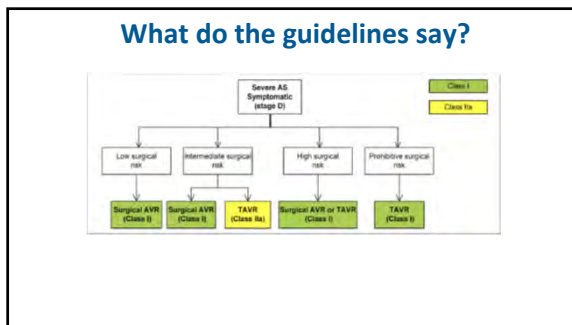 What do the guidelines say?
Severe AS
Symptomatic
(stage D)
Class I
Class IIa
Low surgical
risk
Intermediate surgical
risk
High surgical
risk
Prohibitive surgical
risk
Surgical AVR
(Class I)
Surgical AVR
(Class I)
TAVR
(Class IIa)
Surgical AVR or TAVR
(Class I)
TAVR
(Class I)